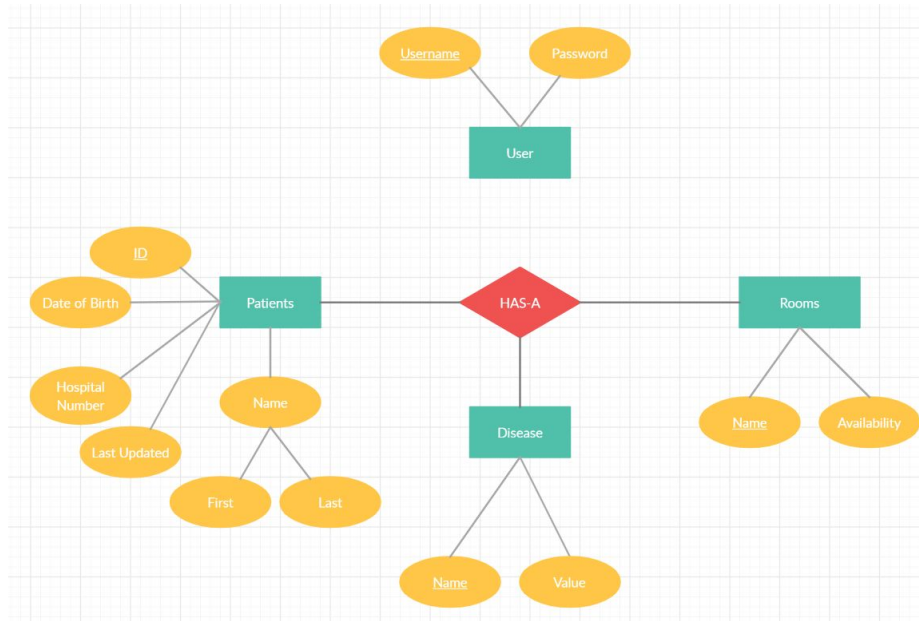 Username
Password
User
ID
Date of Birth
Patients
HAS-A
Rooms
Hospital
Number
Name
Last Updated
Disease
Name
Availability
First
Last
Name
Value